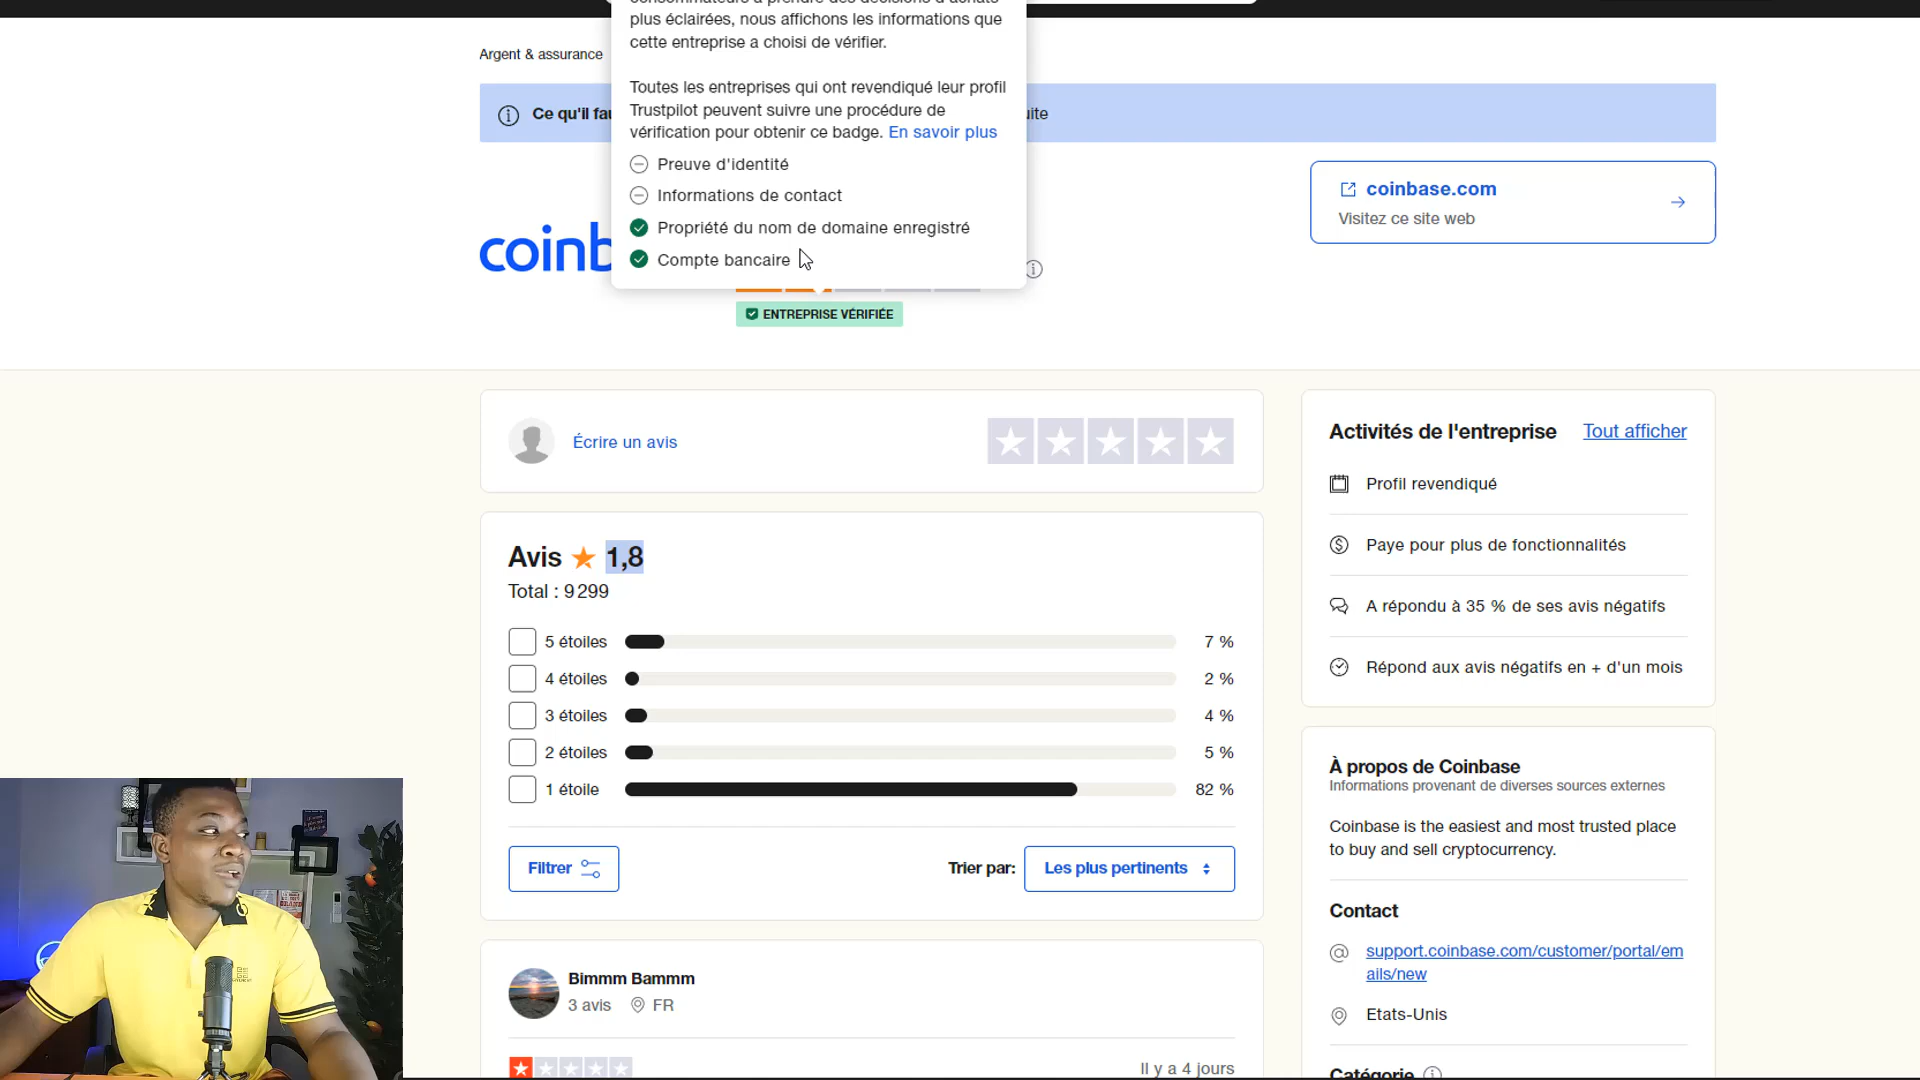 consommateurs à prendre des décisions d'achats
plus éclairées, nous affichons les informations que
cette entreprise a choisi de vérifier.
Argent & assurance
Toutes les entreprises qui ont revendiqué leur profil
Trustpilot peuvent suivre une procédure de
vérification pour obtenir ce badge. En savoir plus
Ce qu'il
Preuve d'identité
Informations de contact
Propriété du nom de domaine enregistré
Compte bancaire
coinb
ENTREPRISE VÉRIFIÉE
coinbase.com
Visitez ce site web
Écrire un avis
Avis 1,8
Total : 9 299
5 étoiles 7 %
4 étoiles 2 %
3 étoiles 4 %
2 étoiles 5 %
1 étoile 82 %
Filtrer
Trier par: Les plus pertinents
Bimmm Bammm
3 avis FR
Il y a 4 jours
Activités de l'entreprise Tout afficher
Profil revendiqué
Paye pour plus de fonctionnalités
A répondu à 35 % de ses avis négatifs
Répond aux avis négatifs en + d'un mois
À propos de Coinbase
Informations provenant de diverses sources externes
Coinbase is the easiest and most trusted place
to buy and sell cryptocurrency.
Contact
support.coinbase.com/customer/portal/em
ails/new
Etats-Unis
Catégorie